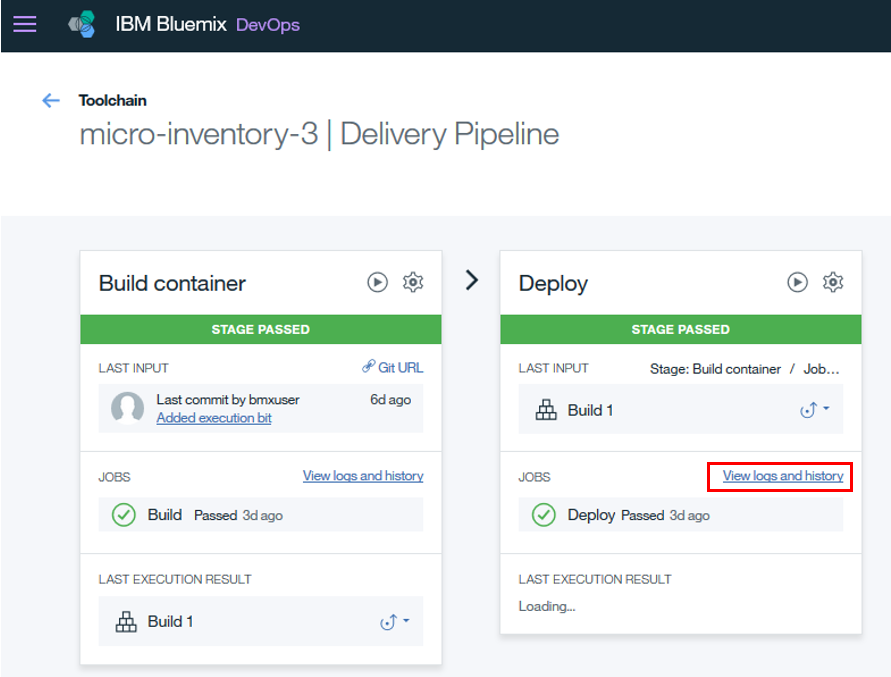 IBM Bluemix DevOps
Toolchain
micro-inventory-3 | Delivery Pipeline
Build container
STAGE PASSED
LAST INPUT Git URL
Last commit by bmxuser 6d ago
Added execution bit
JOBS View logs and history
Build Passed 3d ago
LAST EXECUTION RESULT
Build 1
Deploy
STAGE PASSED
LAST INPUT Stage: Build container / Job...
Build 1
JOBS View logs and history
Deploy Passed 3d ago
LAST EXECUTION RESULT
Loading...